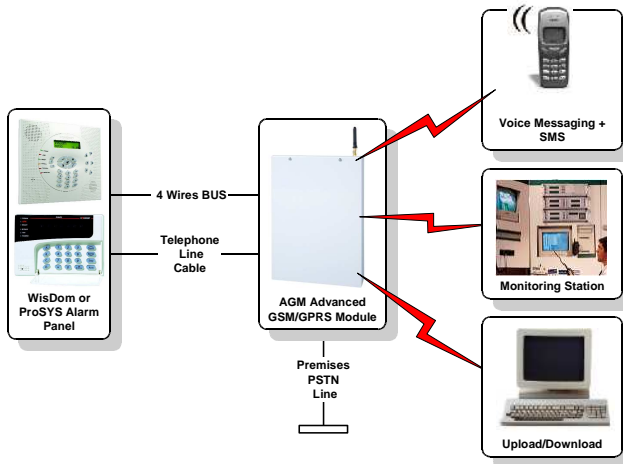 Voice Messaging +
SMS
4 Wires BUS
Telephone
Line
Cable
WisDom or
ProSYS Alarm
Panel
AGM Advanced
GSM/GPRS Module
Monitoring Station
Premises
PSTN
Line
Upload/Download